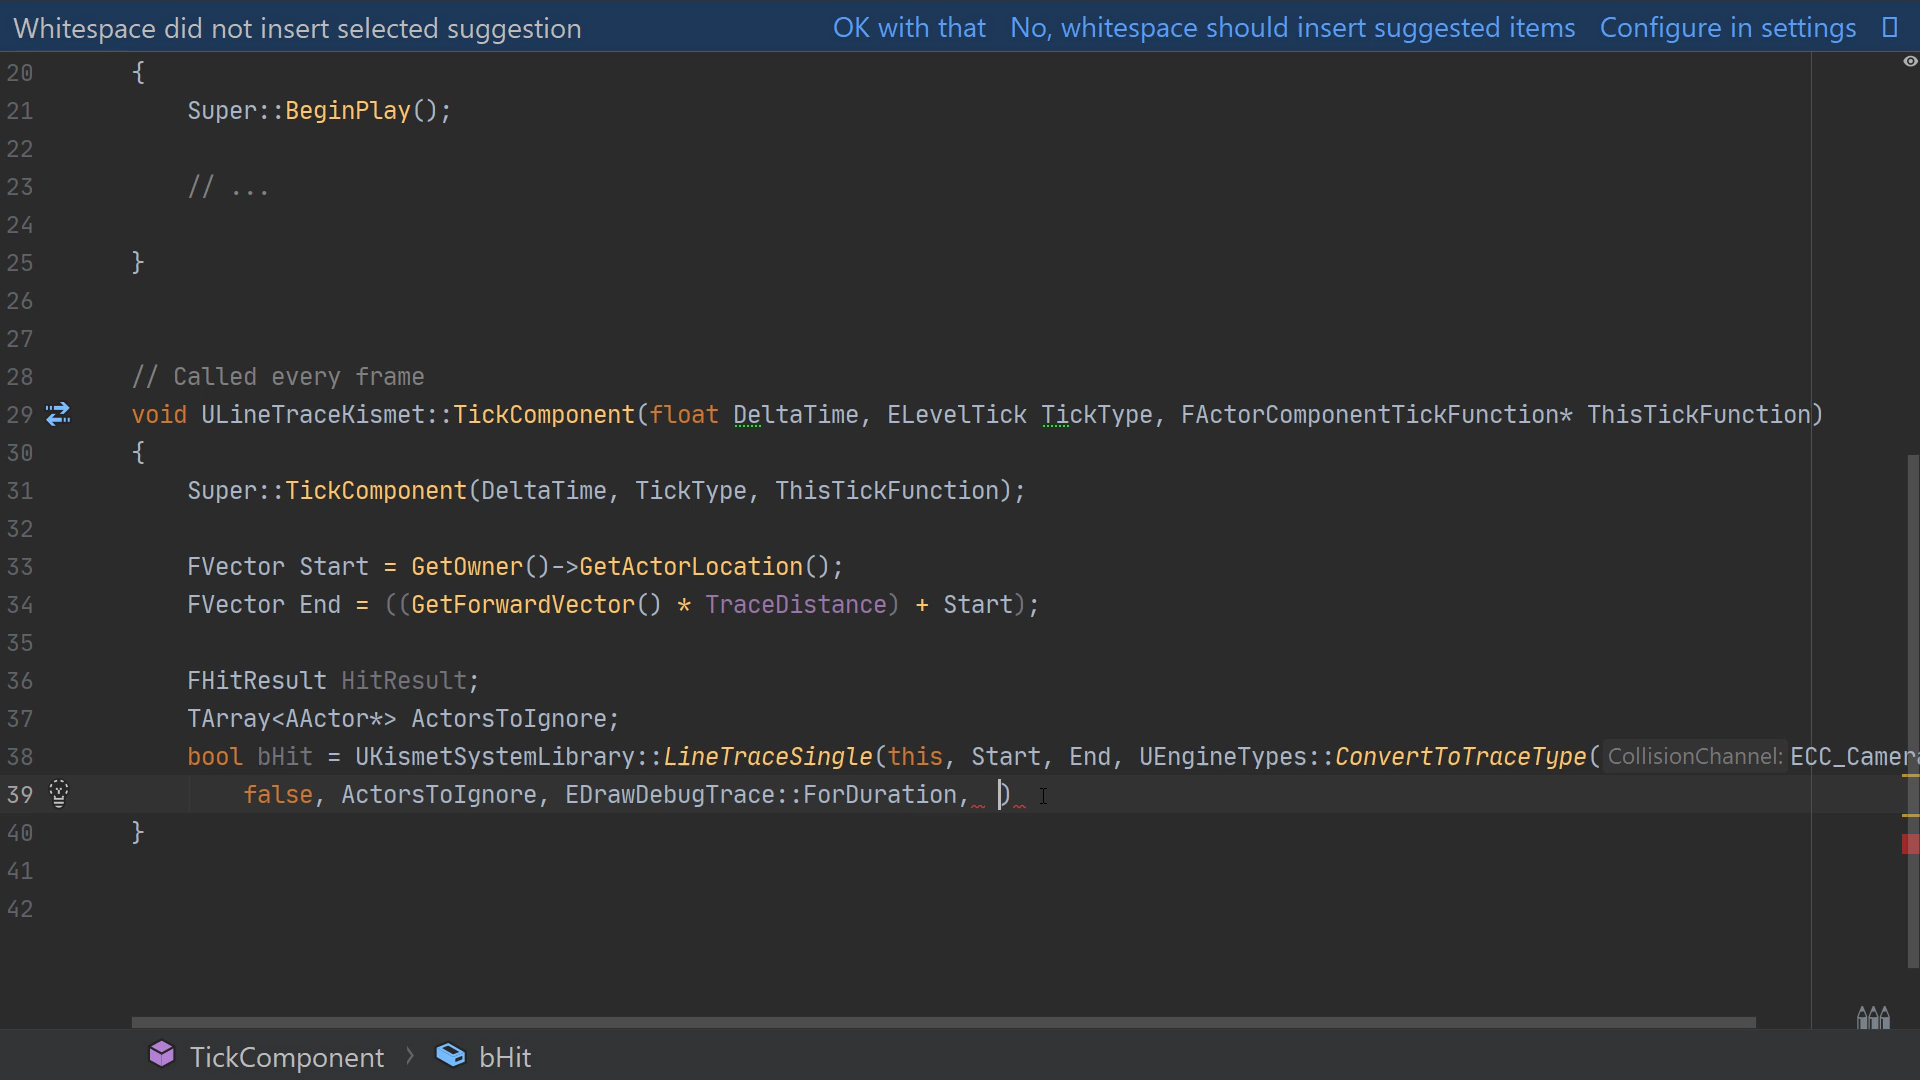 Whitespace did not insert selected suggestion OK with that No, whitespace should insert suggested items Configure in settings
20 {
21 Super::BeginPlay();
22
23 // ...
24
25 }
26
27
28 // Called every frame
29 void ULineTraceKismet::TickComponent(float DeltaTime, ELevelTick TickType, FActorComponentTickFunction* ThisTickFunction)
30 {
31 Super::TickComponent(DeltaTime, TickType, ThisTickFunction);
32
33 FVector Start = GetOwner()->GetActorLocation();
34 FVector End = ((GetForwardVector() * TraceDistance) + Start);
35
36 FHitResult HitResult;
37 TArray<AActor*> ActorsToIgnore;
38 bool bHit = UKismetSystemLibrary::LineTraceSingle(this, Start, End, UEngineTypes::ConvertToTraceType( CollisionChannel: ECC_Camera
39 false, ActorsToIgnore, EDrawDebugTrace::ForDuration, )
40 }
41
42
TickComponent > bHit